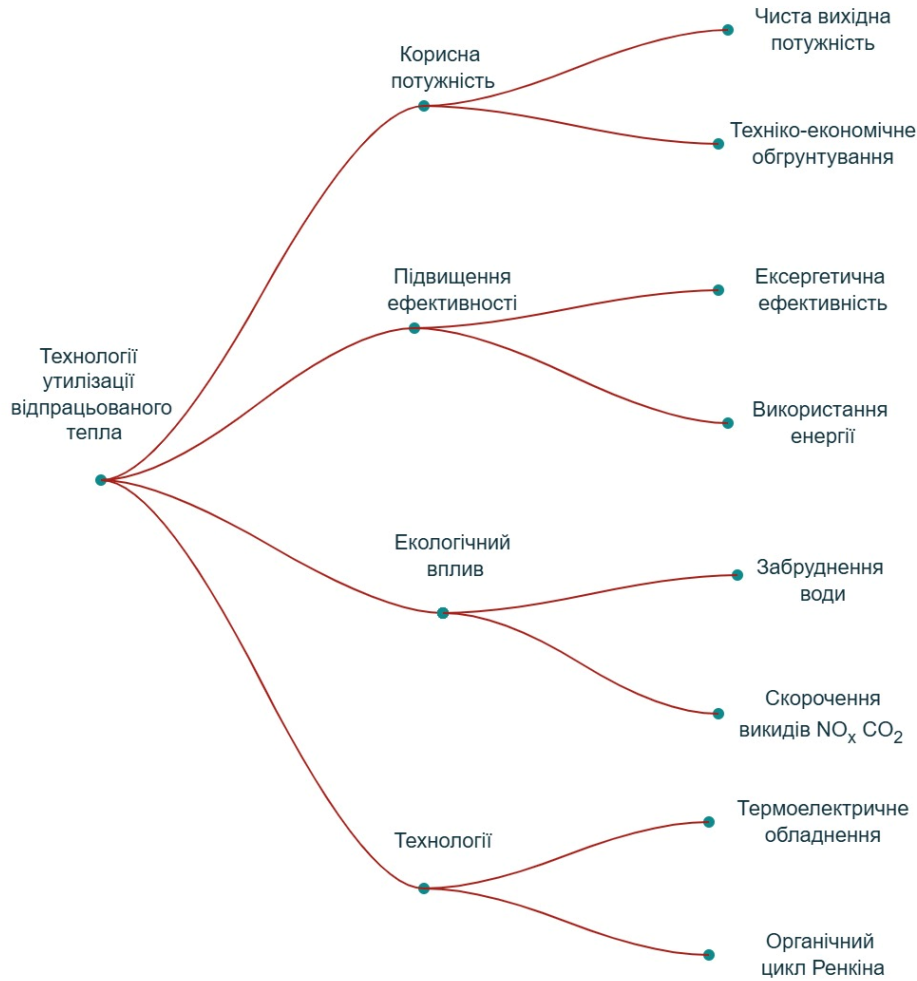 Чиста вихідна
потужність
Корисна
потужність
Техніко-економічне
обгрунтування
Підвищення
ефективності
Ексергетична
ефективність
Технології
утилізації
відпрацьованого
тепла
Використання
енергії
Екологічний
вплив
Забруднення
води
Скорочення
викидів NOₓ CO₂
Технології
Термоелектричне
обладнення
Органічний
цикл Ренкіна